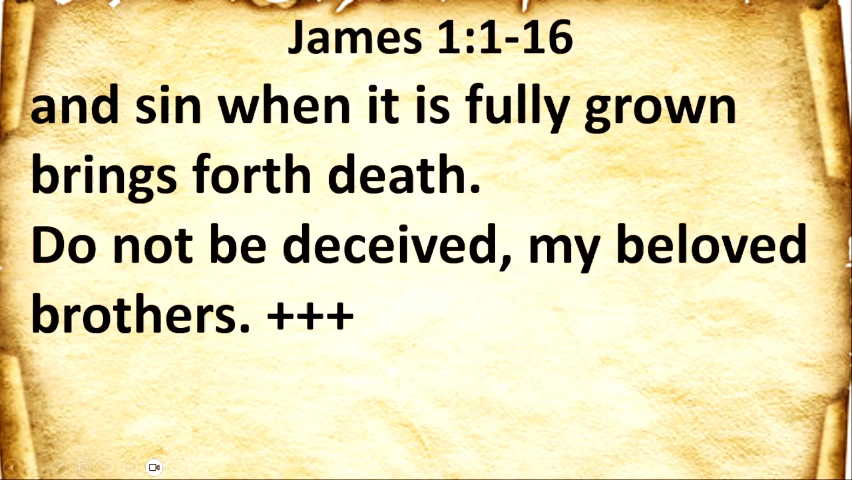 James 1:1-16
and sin when it is fully grown
brings forth death.
Do not be deceived, my beloved
brothers. +++